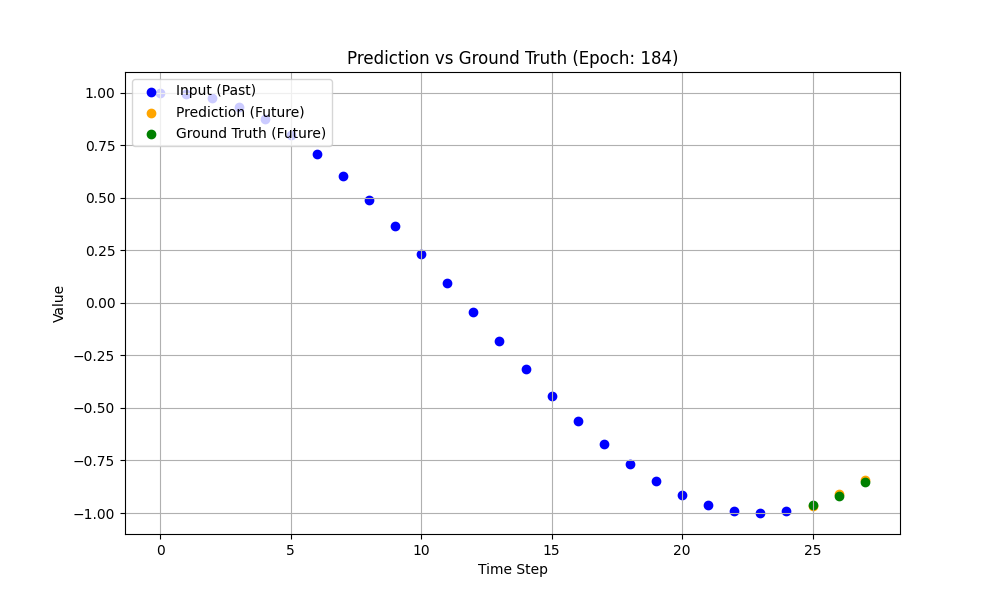 Prediction vs Ground Truth (Epoch: 184)
Input (Past)
Prediction (Future)
Ground Truth (Future)
1.00
0.75
0.50
0.25
0.00
−0.25
−0.50
−0.75
−1.00
Value
0 5 10 15 20 25
Time Step